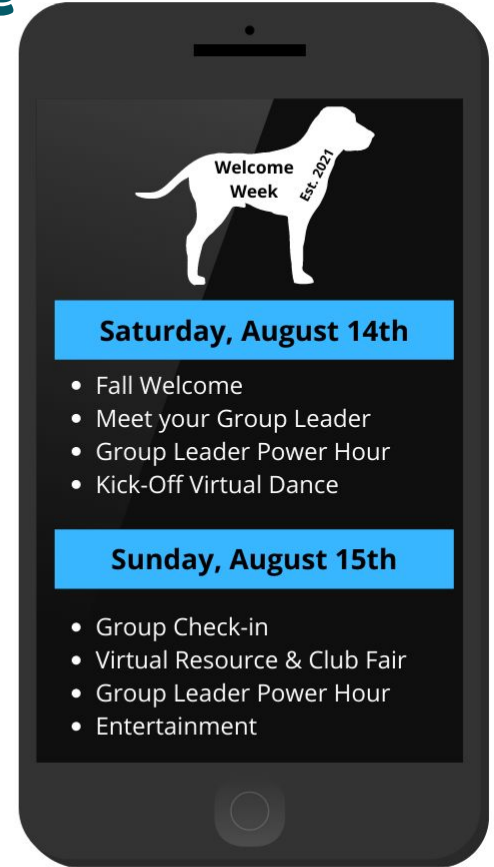 Welcome
Week
Est. 2021
Saturday, August 14th
• Fall Welcome
• Meet your Group Leader
• Group Leader Power Hour
• Kick-Off Virtual Dance
Sunday, August 15th
• Group Check-in
• Virtual Resource & Club Fair
• Group Leader Power Hour
• Entertainment